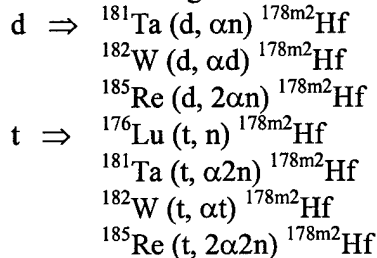 d ⇒ ¹⁸¹Ta (d, αn) ¹⁷⁸ᵐ²Hf
¹⁸²W (d, αd) ¹⁷⁸ᵐ²Hf
¹⁸⁵Re (d, 2αn) ¹⁷⁸ᵐ²Hf
t ⇒ ¹⁷⁶Lu (t, n) ¹⁷⁸ᵐ²Hf
¹⁸¹Ta (t, α2n) ¹⁷⁸ᵐ²Hf
¹⁸²W (t, αt) ¹⁷⁸ᵐ²Hf
¹⁸⁵Re (t, 2α2n) ¹⁷⁸ᵐ²Hf